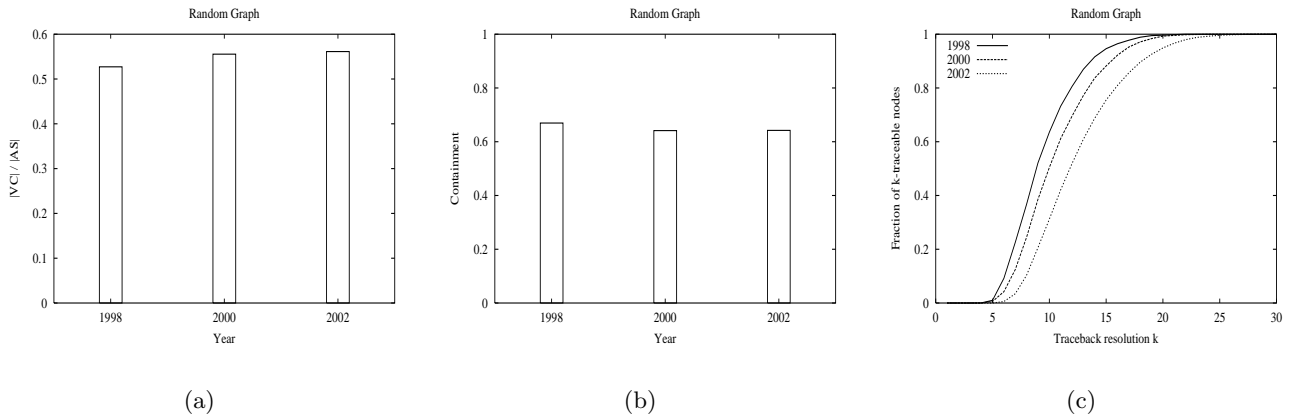 Random Graph
0.6
0.5
0.4
0.3
0.2
0.1
0
|VC| / |AS|
1998 2000 2002
Year
(a)
Random Graph
1
0.8
0.6
0.4
0.2
0
Containment
1998 2000 2002
Year
(b)
Random Graph
1998
2000
2002
1
0.8
0.6
0.4
0.2
0
Fraction of k-traceable nodes
0 5 10 15 20 25 30
Traceback resolution k
(c)